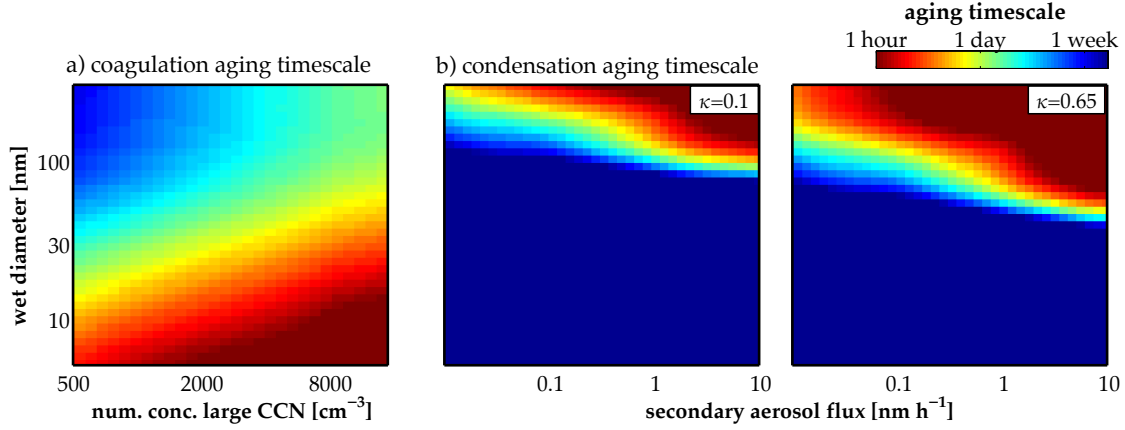 aging timescale
1 hour 1 day 1 week
a) coagulation aging timescale
b) condensation aging timescale
κ=0.1
κ=0.65
wet diameter [nm]
100
30
10
500 2000 8000
num. conc. large CCN [cm⁻³]
0.1 1 10
0.1 1 10
secondary aerosol flux [nm h⁻¹]